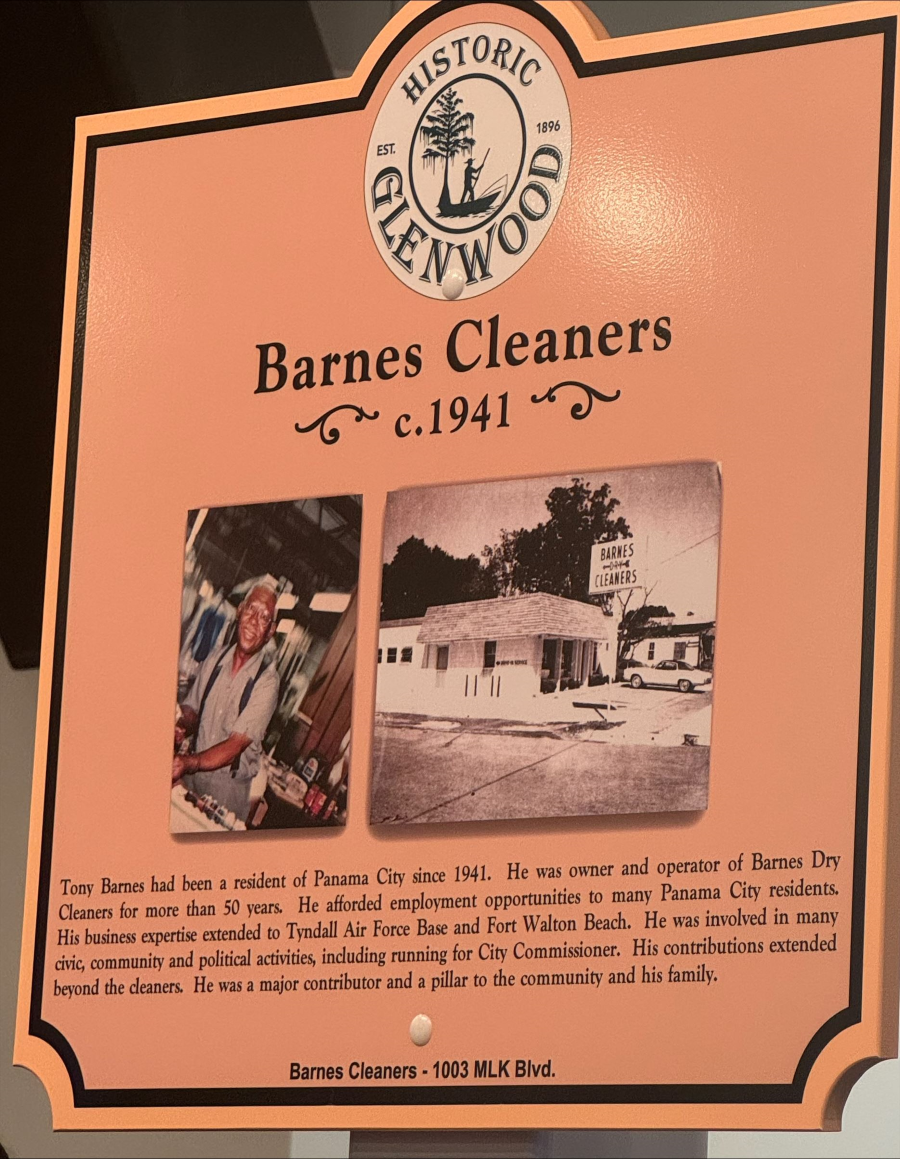 HISTORIC
EST. 1896
GLENWOOD
Barnes Cleaners
c.1941
BARNES
DRY
CLEANERS
Tony Barnes had been a resident of Panama City since 1941. He was owner and operator of Barnes Dry
Cleaners for more than 50 years. He afforded employment opportunities to many Panama City residents.
His business expertise extended to Tyndall Air Force Base and Fort Walton Beach. He was involved in many
civic, community and political activities, including running for City Commissioner. His contributions extended
beyond the cleaners. He was a major contributor and a pillar to the community and his family.
Barnes Cleaners - 1003 MLK Blvd.